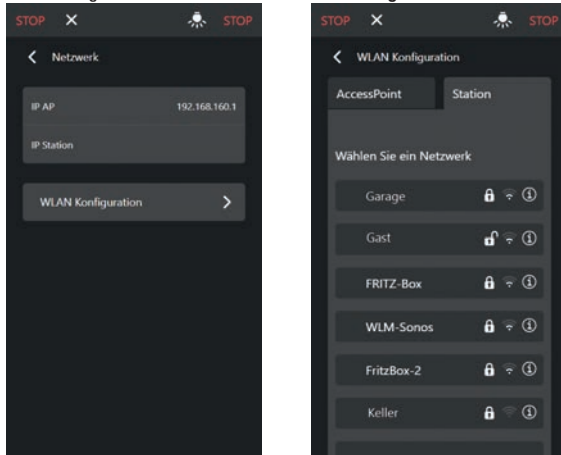 STOP STOP
Netzwerk
IP AP 192.168.160.1
IP Station
WLAN Konfiguration
STOP STOP
WLAN Konfiguration
AccessPoint Station
Wählen Sie ein Netzwerk
Garage
Gast
FRITZ-Box
WLM-Sonos
FritzBox-2
Keller